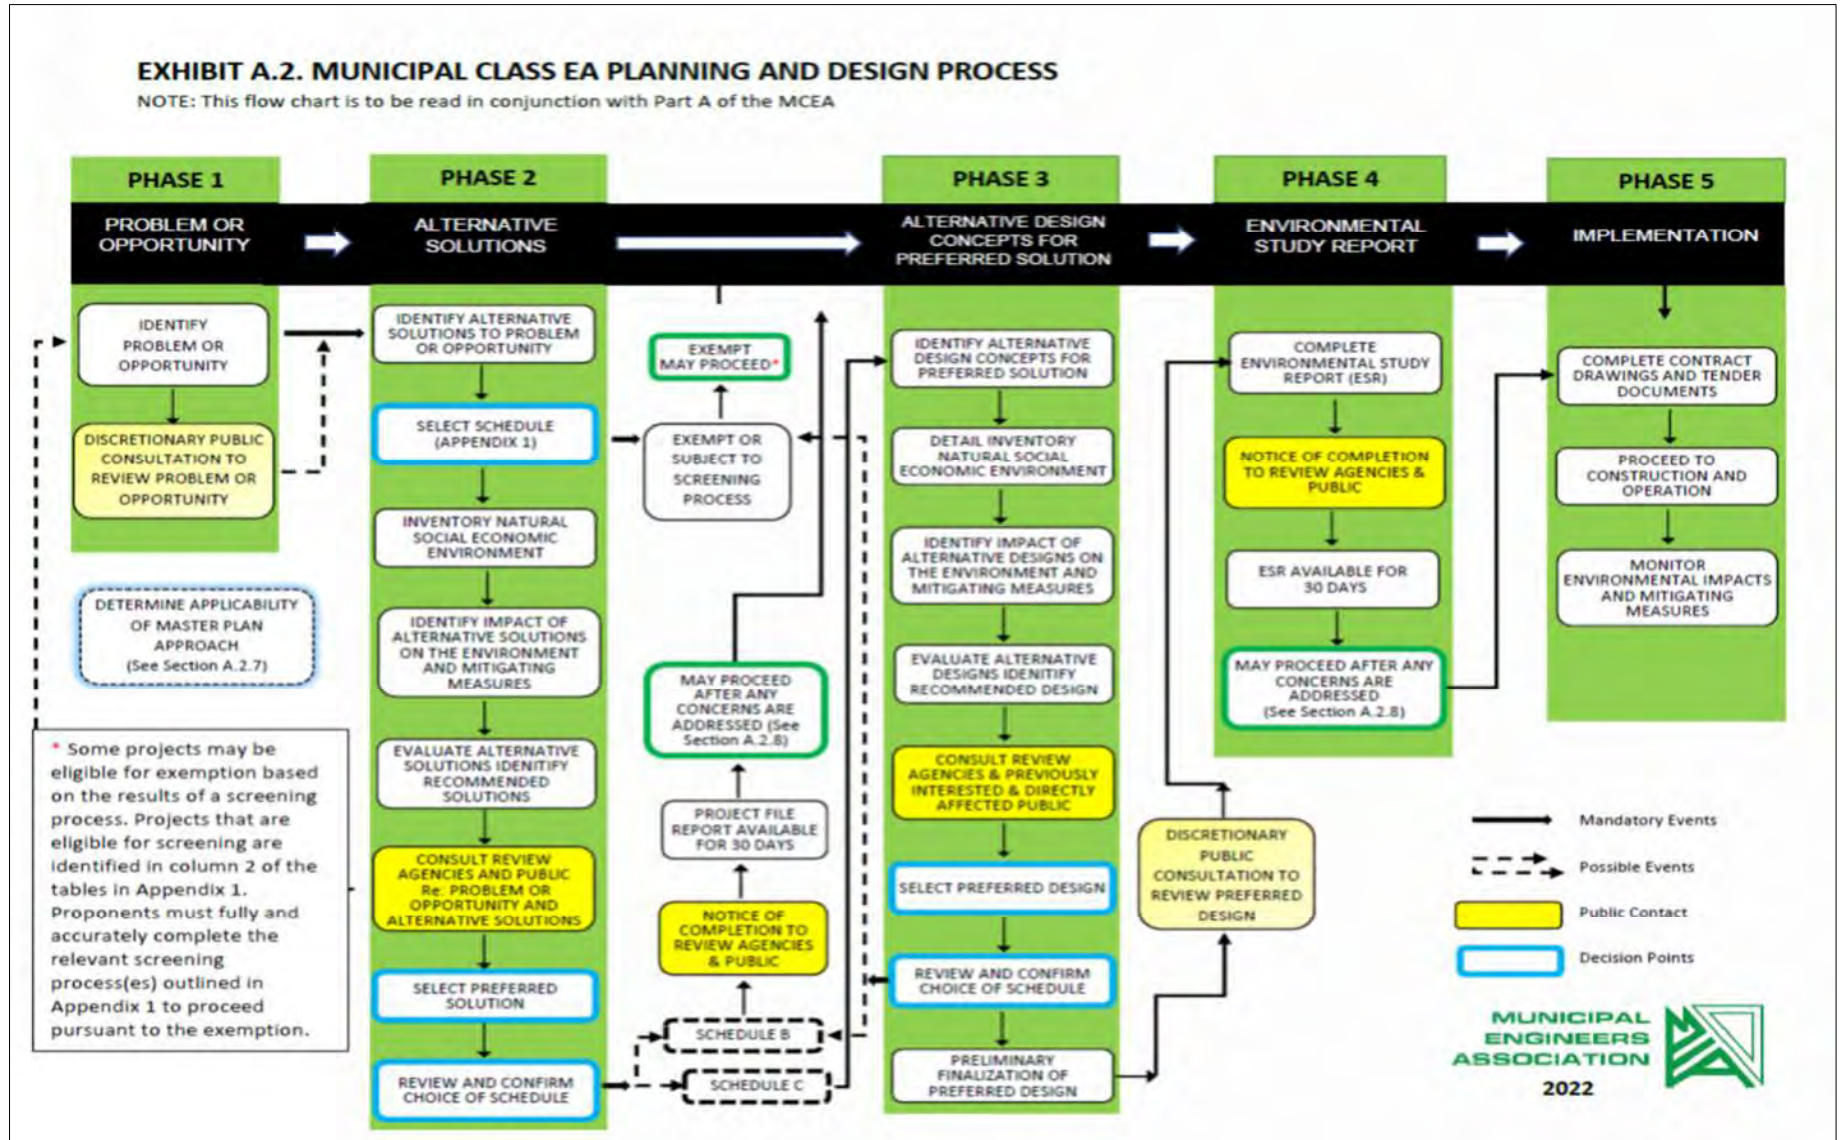 EXHIBIT A.2. MUNICIPAL CLASS EA PLANNING AND DESIGN PROCESS
NOTE: This flow chart is to be read in conjunction with Part A of the MCEA
PHASE 1
PROBLEM OR
OPPORTUNITY
IDENTIFY
PROBLEM OR
OPPORTUNITY
DISCRETIONARY PUBLIC
CONSULTATION TO
REVIEW PROBLEM OR
OPPORTUNITY
DETERMINE APPLICABILITY
OF MASTER PLAN
APPROACH
(See Section A.2.7)
* Some projects may be
eligible for exemption based
on the results of a screening
process. Projects that are
eligible for screening are
identified in column 2 of the
tables in Appendix 1.
Proponents must fully and
accurately complete the
relevant screening
process(es) outlined in
Appendix 1 to proceed
pursuant to the exemption.
PHASE 2
ALTERNATIVE
SOLUTIONS
IDENTIFY ALTERNATIVE
SOLUTIONS TO PROBLEM
OR OPPORTUNITY
SELECT SCHEDULE
(APPENDIX 1)
INVENTORY NATURAL
SOCIAL ECONOMIC
ENVIRONMENT
IDENTIFY IMPACT OF
ALTERNATIVE SOLUTIONS
ON THE ENVIRONMENT
AND MITIGATING
MEASURES
EVALUATE ALTERNATIVE
SOLUTIONS IDENITIFY
RECOMMENDED
SOLUTIONS
CONSULT REVIEW
AGENCIES AND PUBLIC
Re: PROBLEM OR
OPPORTUNITY AND
ALTERNATIVE SOLUTIONS
SELECT PREFERRED
SOLUTION
REVIEW AND CONFIRM
CHOICE OF SCHEDULE
EXEMPT
MAY PROCEED*
EXEMPT OR
SUBJECT TO
SCREENING
PROCESS
MAY PROCEED
AFTER ANY
CONCERNS ARE
ADDRESSED (See
Section A.2.8)
PROJECT FILE
REPORT AVAILABLE
FOR 30 DAYS
NOTICE OF
COMPLETION TO
REVIEW AGENCIES
& PUBLIC
SCHEDULE B
SCHEDULE C
PHASE 3
ALTERNATIVE DESIGN
CONCEPTS FOR
PREFERRED SOLUTION
IDENTIFY ALTERNATIVE
DESIGN CONCEPTS FOR
PREFERRED SOLUTION
DETAIL INVENTORY
NATURAL SOCIAL
ECONOMIC ENVIRONMENT
IDENTIFY IMPACT OF
ALTERNATIVE DESIGNS ON
THE ENVIRONMENT AND
MITIGATING MEASURES
EVALUATE ALTERNATIVE
DESIGNS IDENITIFY
RECOMMENDED DESIGN
CONSULT REVIEW
AGENCIES & PREVIOUSLY
INTERESTED & DIRECTLY
AFFECTED PUBLIC
SELECT PREFERRED DESIGN
REVIEW AND CONFIRM
CHOICE OF SCHEDULE
PRELIMINARY
FINALIZATION OF
PREFERRED DESIGN
DISCRETIONARY
PUBLIC
CONSULTATION TO
REVIEW PREFERRED
DESIGN
PHASE 4
ENVIRONMENTAL
STUDY REPORT
COMPLETE
ENVIRONMENTAL STUDY
REPORT (ESR)
NOTICE OF COMPLETION
TO REVIEW AGENCIES &
PUBLIC
ESR AVAILABLE FOR
30 DAYS
MAY PROCEED AFTER ANY
CONCERNS ARE
ADDRESSED
(See Section A.2.8)
PHASE 5
IMPLEMENTATION
COMPLETE CONTRACT
DRAWINGS AND TENDER
DOCUMENTS
PROCEED TO
CONSTRUCTION AND
OPERATION
MONITOR
ENVIRONMENTAL IMPACTS
AND MITIGATING
MEASURES
Mandatory Events
Possible Events
Public Contact
Decision Points
MUNICIPAL
ENGINEERS
ASSOCIATION
2022